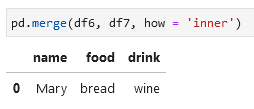 pd.merge(df6, df7, how = 'inner')
name food drink
0 Mary bread wine